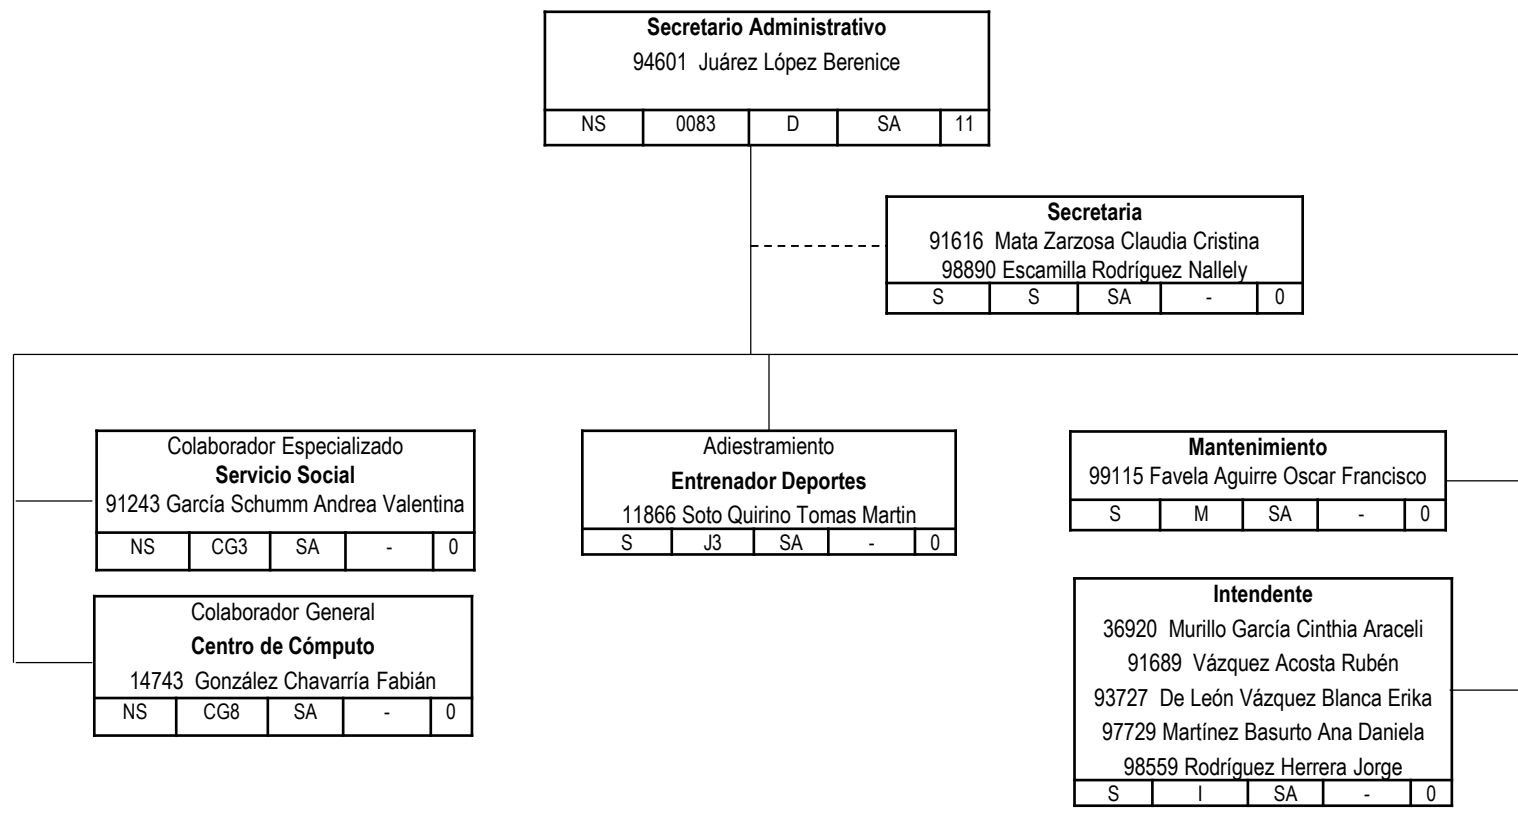 Secretario Administrativo
94601 Juárez López Berenice
NS 0083 D SA 11
Secretaria
91616 Mata Zarzosa Claudia Cristina
98890 Escamilla Rodríguez Nallely
S S SA - 0
Colaborador Especializado
Servicio Social
91243 García Schumm Andrea Valentina
NS CG3 SA - 0
Colaborador General
Centro de Cómputo
14743 González Chavarría Fabián
NS CG8 SA - 0
Adiestramiento
Entrenador Deportes
11866 Soto Quirino Tomas Martin
S J3 SA - 0
Mantenimiento
99115 Favela Aguirre Oscar Francisco
S M SA - 0
Intendente
36920 Murillo García Cinthia Araceli
91689 Vázquez Acosta Rubén
93727 De León Vázquez Blanca Erika
97729 Martínez Basurto Ana Daniela
98559 Rodríguez Herrera Jorge
S I SA - 0